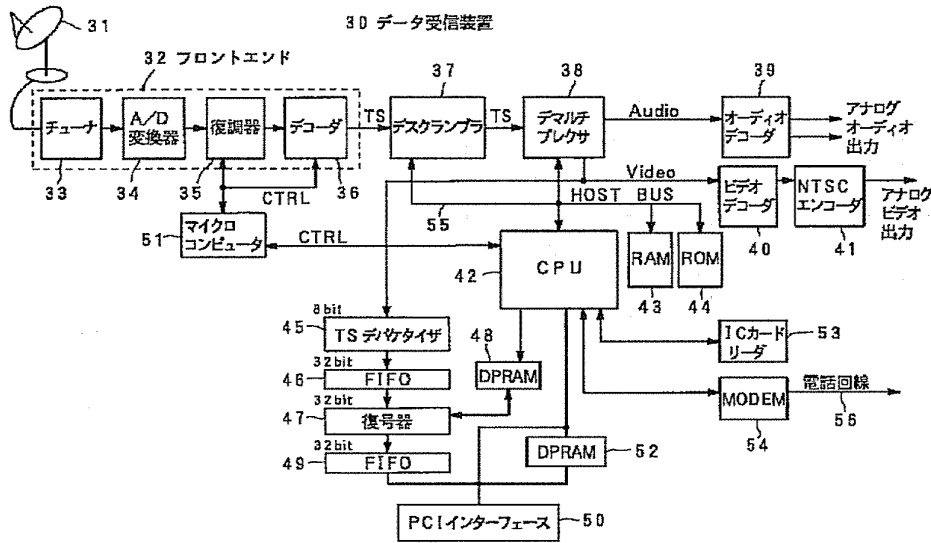 31
30 データ受信装置
32 フロントエンド
37
38
39
チューナ
A/D
変換器
復調器
デコーダ
TS
デスクランブラ
TS
デマルチ
プレクサ
Audio
オーディオ
デコーダ
アナログ
オーディオ
出力
33
34
35
36
CTRL
Video
HOST BUS
55
ビデオ
デコーダ
NTSC
エンコーダ
アナログ
ビデオ
出力
40
41
51
マイクロ
コンピュータ
CTRL
42
CPU
RAM
ROM
43
44
8bit
45
TSデパケタイザ
48
DPRAM
ICカード
リーダ
53
32bit
46
FIFO
32bit
47
復号器
MODEM
電話回線
54
56
32bit
49
FIFO
DPRAM
52
PCIインターフェース
50